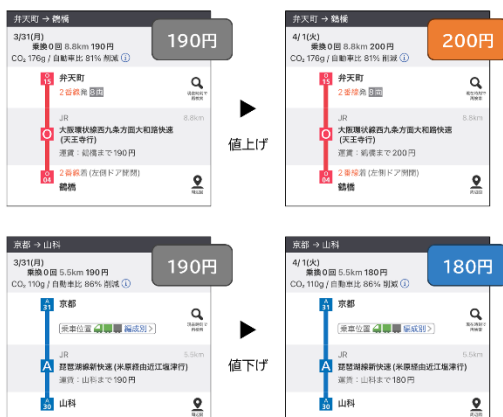 弁天町 → 鶴橋
3/31(月)
乗換0回 8.8km 190円
CO₂ 176g / 自動車比 81% 削減
190円
O
15
弁天町
2番線発
JR
8.8km
O
大阪環状線西九条方面大和路快速
(天王寺行)
運賃：鶴橋まで190円
O
04
2番線着 (左側ドア開閉)
鶴橋
▶
値上げ
弁天町 → 鶴橋
4/1(火)
乗換0回 8.8km 200円
CO₂ 176g / 自動車比 81% 削減
200円
O
15
弁天町
2番線発
JR
8.8km
O
大阪環状線西九条方面大和路快速
(天王寺行)
運賃：鶴橋まで200円
O
04
2番線着 (左側ドア開閉)
鶴橋
京都 → 山科
3/31(月)
乗換0回 5.5km 190円
CO₂ 110g / 自動車比 86% 削減
190円
A
31
京都
乗車位置 編成別>
JR
5.5km
A
琵琶湖線新快速 (米原経由近江塩津行)
運賃：山科まで190円
A
30
山科
▶
値下げ
京都 → 山科
4/1(火)
乗換0回 5.5km 180円
CO₂ 110g / 自動車比 86% 削減
180円
A
31
京都
乗車位置 編成別>
JR
5.5km
A
琵琶湖線新快速 (米原経由近江塩津行)
運賃：山科まで180円
A
30
山科